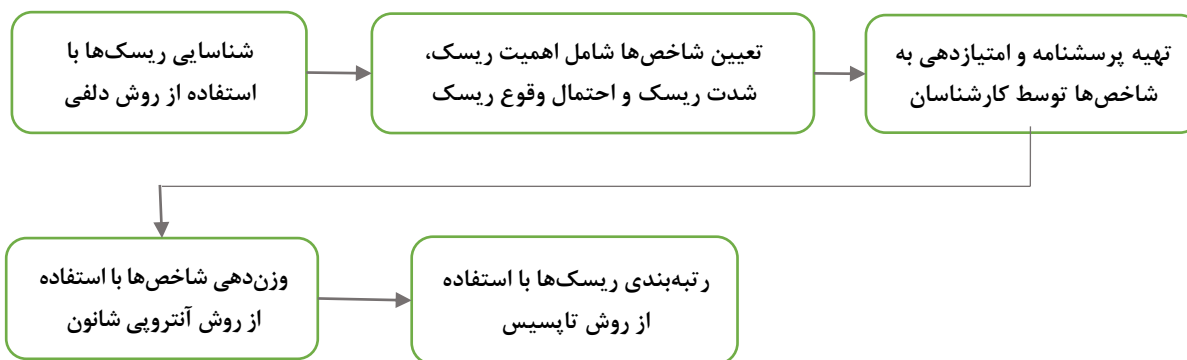 شناسایی ریسک‌ها با
استفاده از روش دلفی
تعیین شاخص‌ها شامل اهمیت ریسک،
شدت ریسک و احتمال وقوع ریسک
تهیه پرسشنامه و امتیازدهی به
شاخص‌ها توسط کارشناسان
وزن‌دهی شاخص‌ها با استفاده
از روش آنتروپی شانون
رتبه‌بندی ریسک‌ها با استفاده
از روش تاپسیس